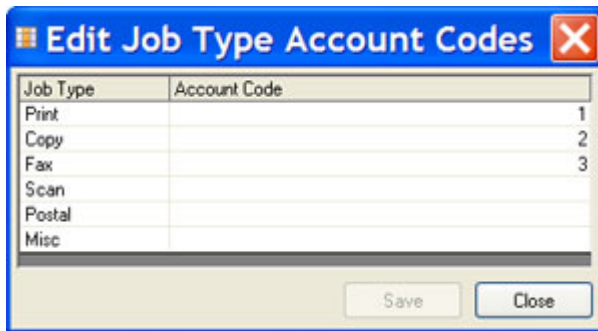 Edit Job Type Account Codes
Job Type Account Code
Print 1
Copy 2
Fax 3
Scan
Postal
Misc
Save Close